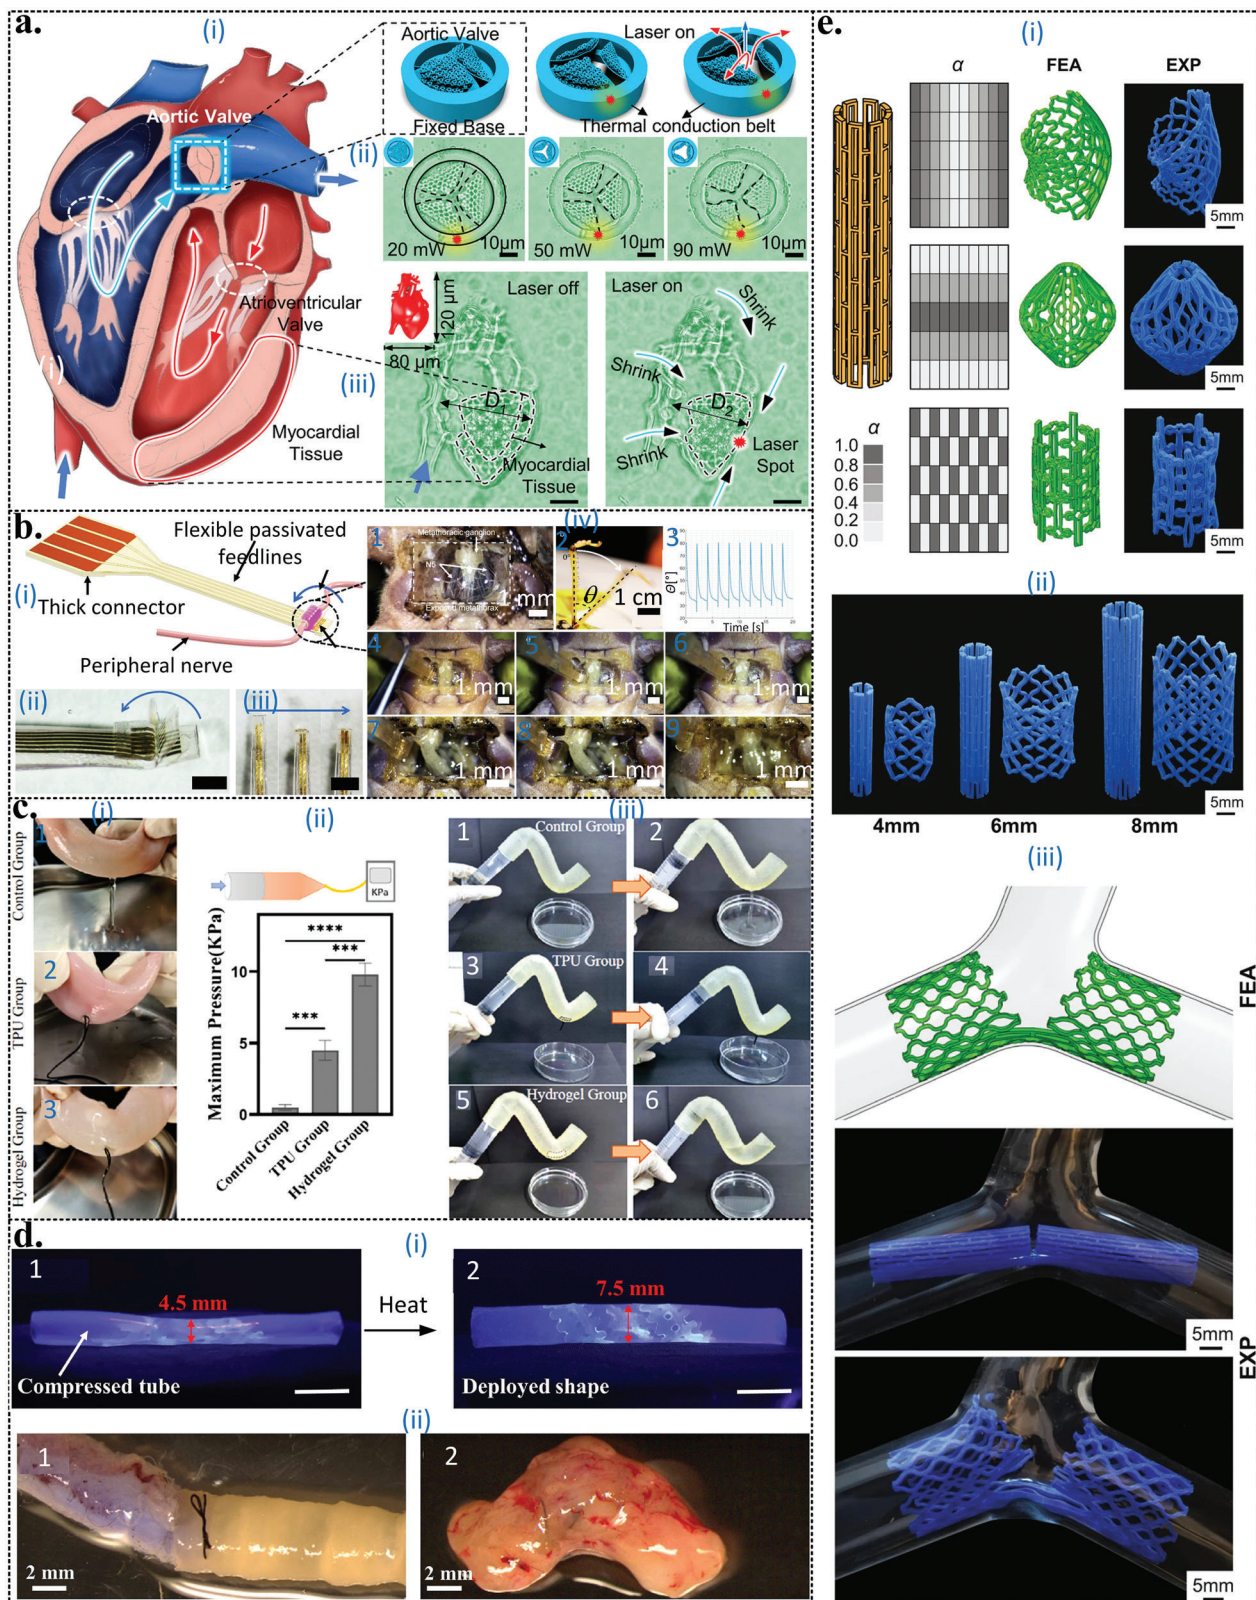 a.
(i)
Aortic Valve
Atrioventricular
Valve
(i)
Myocardial
Tissue
Aortic Valve
Fixed Base
Laser on
Thermal conduction belt
(ii)
20 mW
10μm
50 mW
10μm
90 mW
10μm
(iii)
120 μm
80 μm
Laser off
D1
Myocardial
Tissue
Laser on
Shrink
Shrink
Shrink
D2
Laser
Spot
b.
(i)
Flexible passivated
feedlines
Thick connector
Peripheral nerve
(ii)
(iii)
(iv)
1
Metathoracic ganglion
N5
Exposed metathorax
1 mm
2
0°
θ
1 cm
3
θ[°]
Time [s]
4
1 mm
5
1 mm
6
1 mm
7
1 mm
8
1 mm
9
1 mm
c.
(i)
Control Group
1
TPU Group
2
Hydrogel Group
3
(ii)
KPa
Maximum Pressure(KPa)
10
5
0
****
***
***
Control Group
TPU Group
Hydrogel Group
(iii)
1
Control Group
2
3
TPU Group
4
5
Hydrogel Group
6
d.
(i)
1
4.5 mm
Compressed tube
Heat
2
7.5 mm
Deployed shape
(ii)
1
2 mm
2
2 mm
e.
(i)
α
FEA
EXP
5mm
5mm
5mm
α
1.0
0.8
0.6
0.4
0.2
0.0
(ii)
5mm
4mm
6mm
8mm
(iii)
FEA
EXP
5mm
5mm